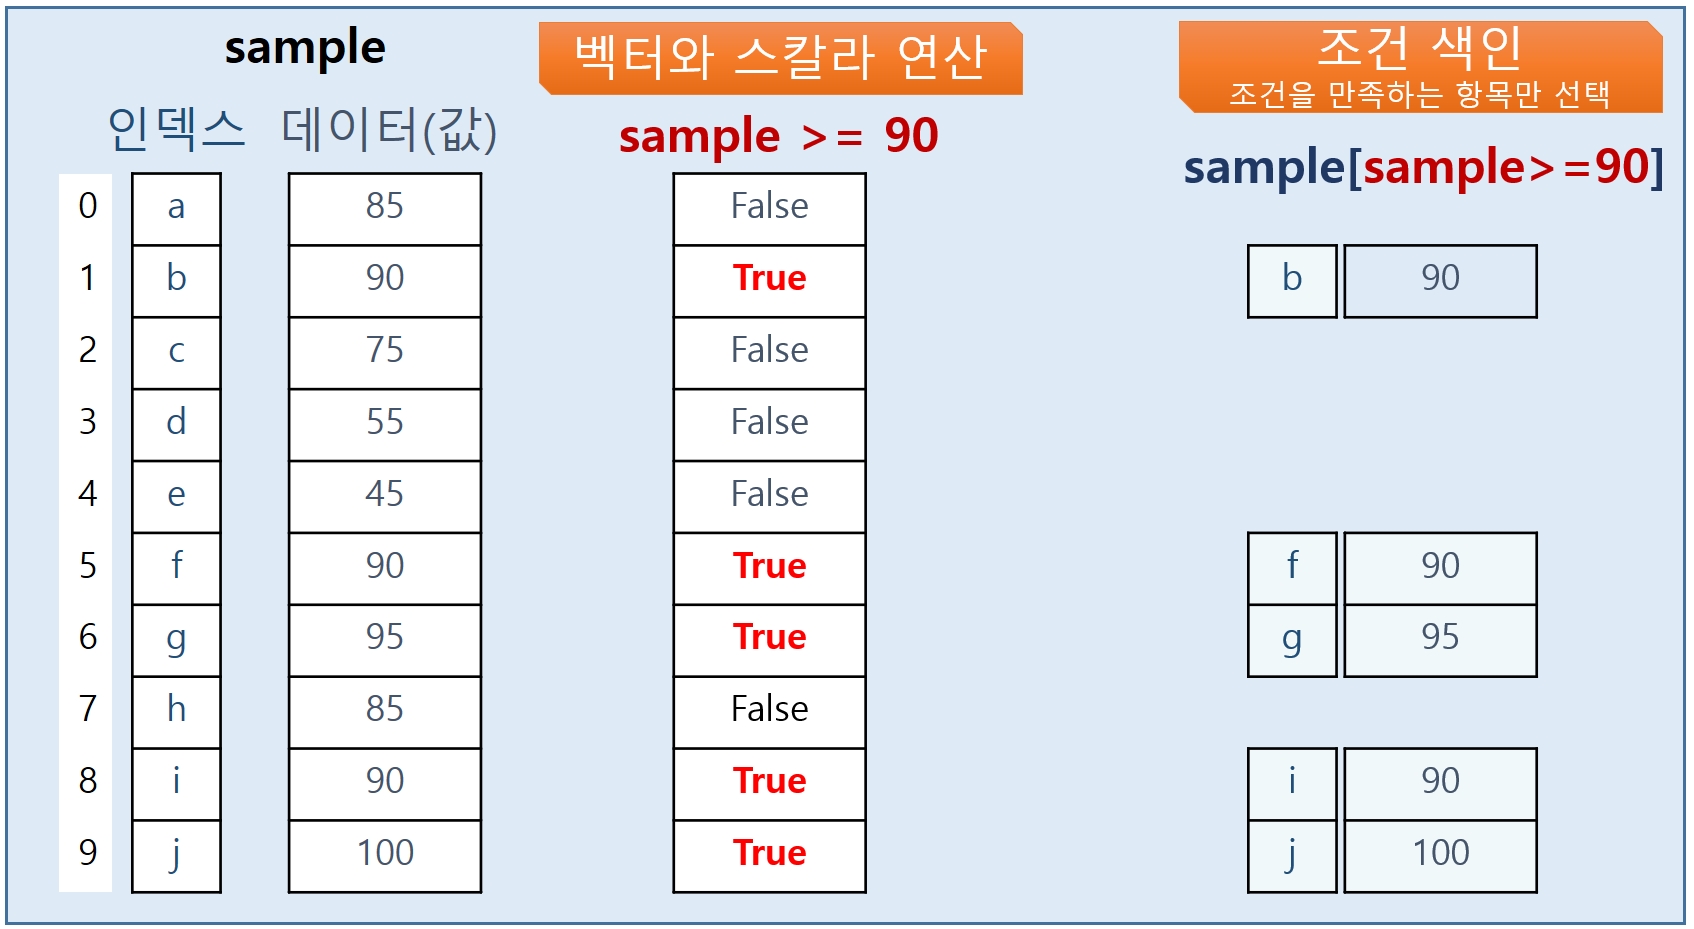 sample
벡터와 스칼라 연산
조건 색인
조건을 만족하는 항목만 선택
인덱스 데이터(값)
sample >= 90
sample[sample>=90]
0 a 85 False
1 b 90 True b 90
2 c 75 False
3 d 55 False
4 e 45 False
5 f 90 True f 90
6 g 95 True g 95
7 h 85 False
8 i 90 True i 90
9 j 100 True j 100